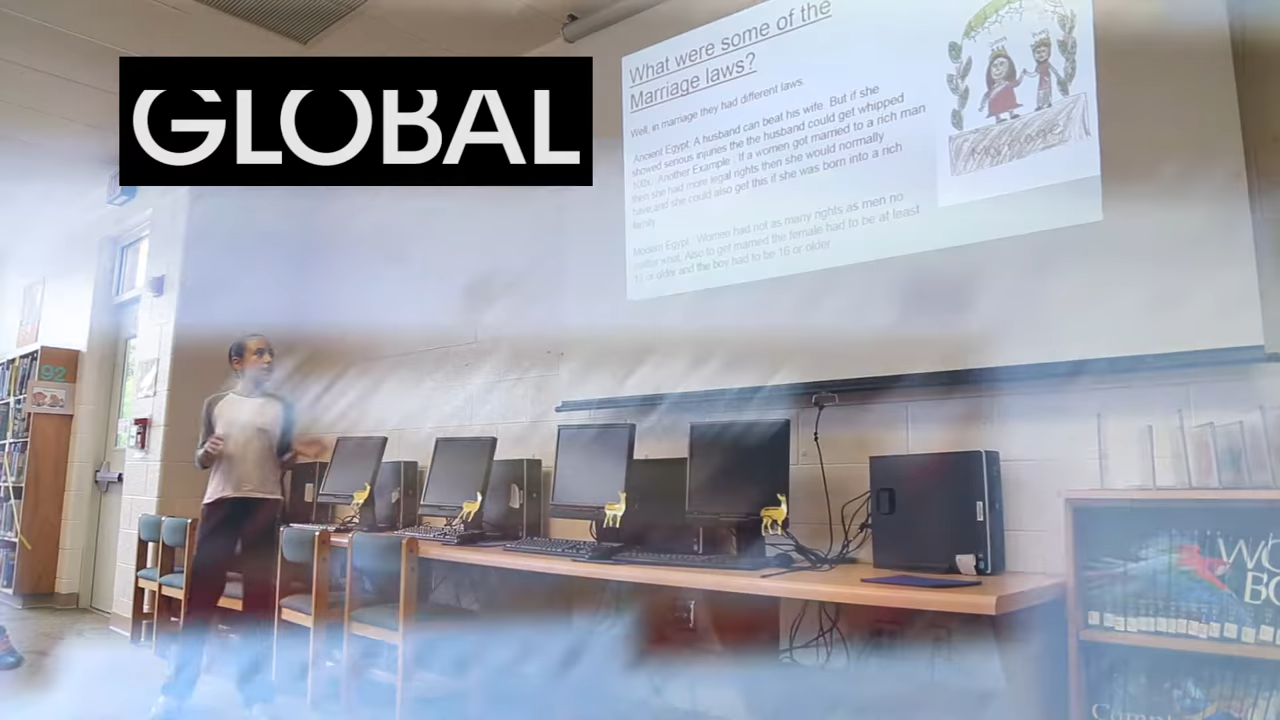 GLOBAL
What were some of the
Marriage laws?
Well, in marriage they had different laws.
Ancient Egypt: A husband can beat his wife. But if she
showed serious injuries the the husband could get whipped
100x. Another Example : If a women got married to a rich man
then she had more legal rights then she would normally
have,and she could also get this if she was born into a rich
family
Modern Egypt : Women had not as many rights as men no
matter what. Also to get married the female had to be at least
or older and the boy had to be 16 or older
92